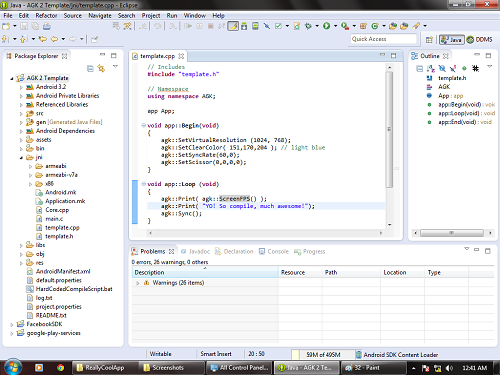 Java - AGK 2 Template/jni/template.cpp - Eclipse
File Edit Refactor Navigate Search Project Run Window Help
Quick Access
Java
DDMS
Package Explorer
AGK 2 Template
Android 3.2
Android Private Libraries
Referenced Libraries
src
gen [Generated Java Files]
Android Dependencies
assets
bin
jni
armeabi
armeabi-v7a
x86
Android.mk
Application.mk
Core.cpp
main.c
template.cpp
template.h
libs
obj
res
AndroidManifest.xml
default.properties
HardCodedCompileScript.bat
log.txt
project.properties
README.txt
FacebookSDK
google-play-services
template.cpp
// Includes
#include "template.h"
// Namespace
using namespace AGK;
app App;
void app::Begin(void)
{
agk::SetVirtualResolution (1024, 768);
agk::SetClearColor( 151,170,204 ); // light blue
agk::SetSyncRate(60,0);
agk::SetScissor(0,0,0,0);
}
void app::Loop (void)
{
agk::Print( agk::ScreenFPS() );
agk::Print( "YO! So compile, much awesome!");
agk::Sync();
}
Outline
template.h
AGK
App : app
app::Begin(void) : void
app::Loop(void) : void
app::End(void) : void
Problems Javadoc Declaration Console Progress
0 errors, 26 warnings, 0 others
Description Resource Path Location Type
Warnings (26 items)
Writable Smart Insert 20 : 50 59M of 495M Android SDK Content Loader
ReallyCoolApp Screenshots All Control Panel... Java - AGK 2 Temp... 32 - Paint 12:41 AM